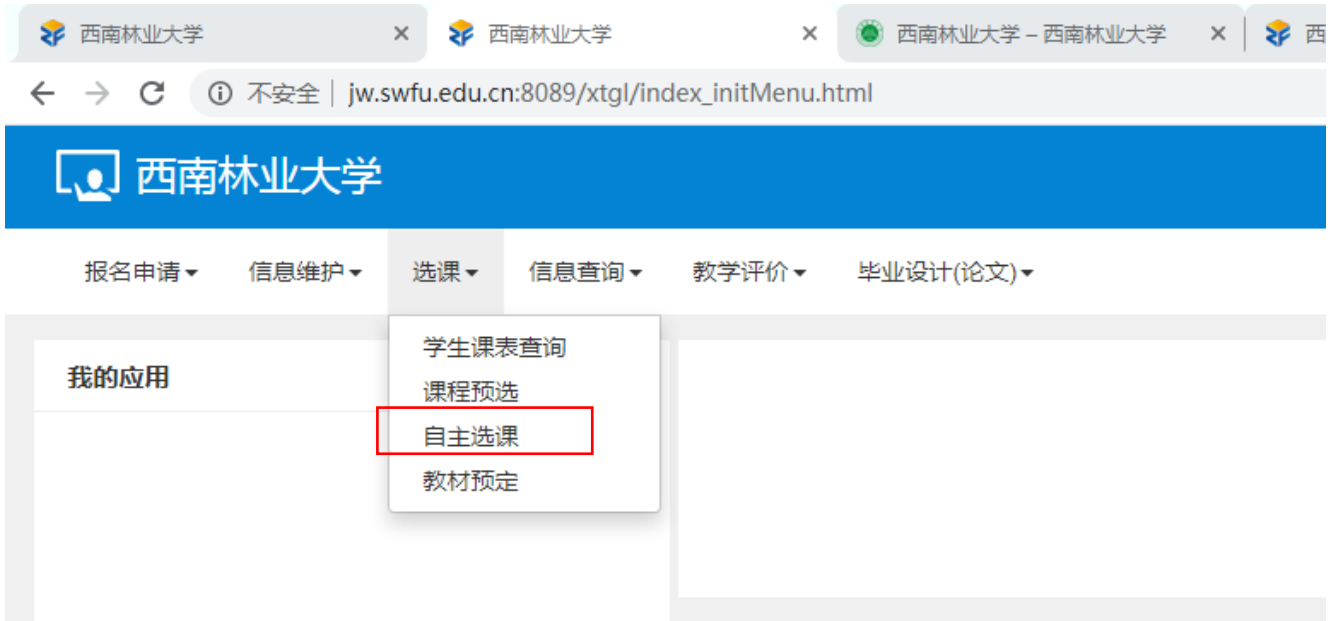 西南林业大学 西南林业大学 西南林业大学 – 西南林业大学 西
不安全 | jw.swfu.edu.cn:8089/xtgl/index_initMenu.html
西南林业大学
报名申请 信息维护 选课 信息查询 教学评价 毕业设计(论文)
学生课表查询
我的应用
课程预选
自主选课
教材预定